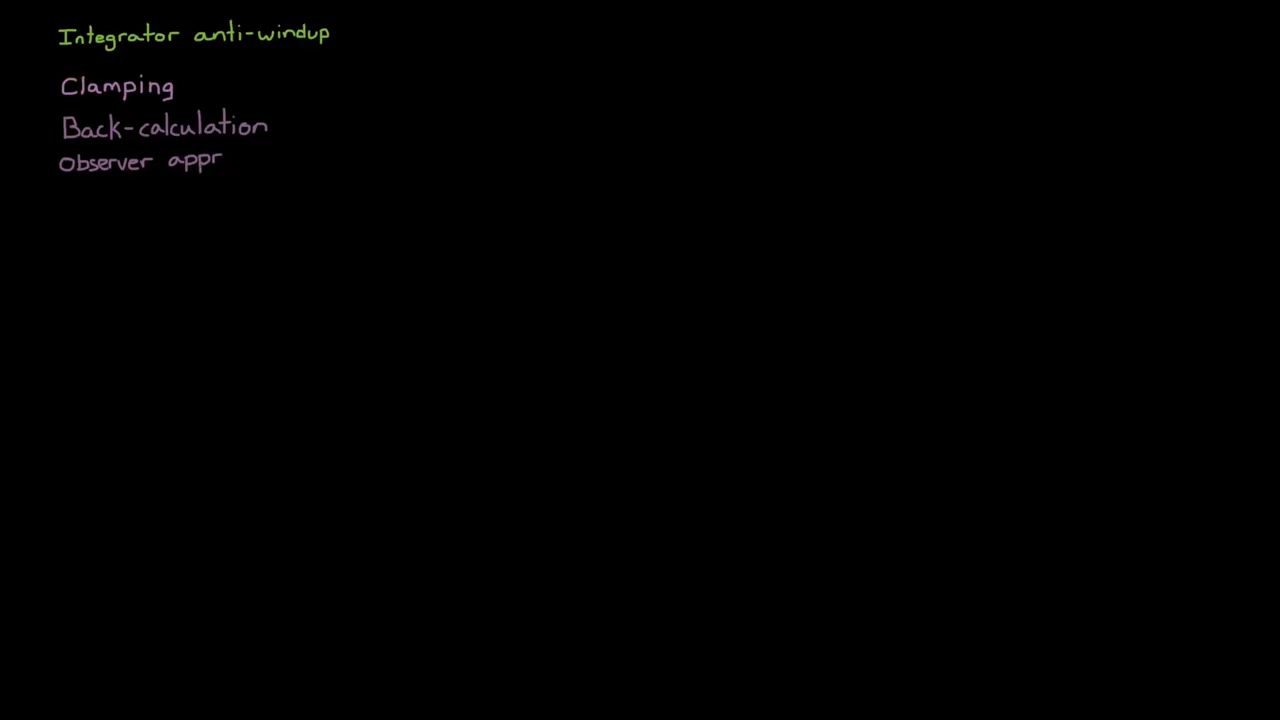 Integrator anti-windup
Clamping
Back-calculation
Observer appr